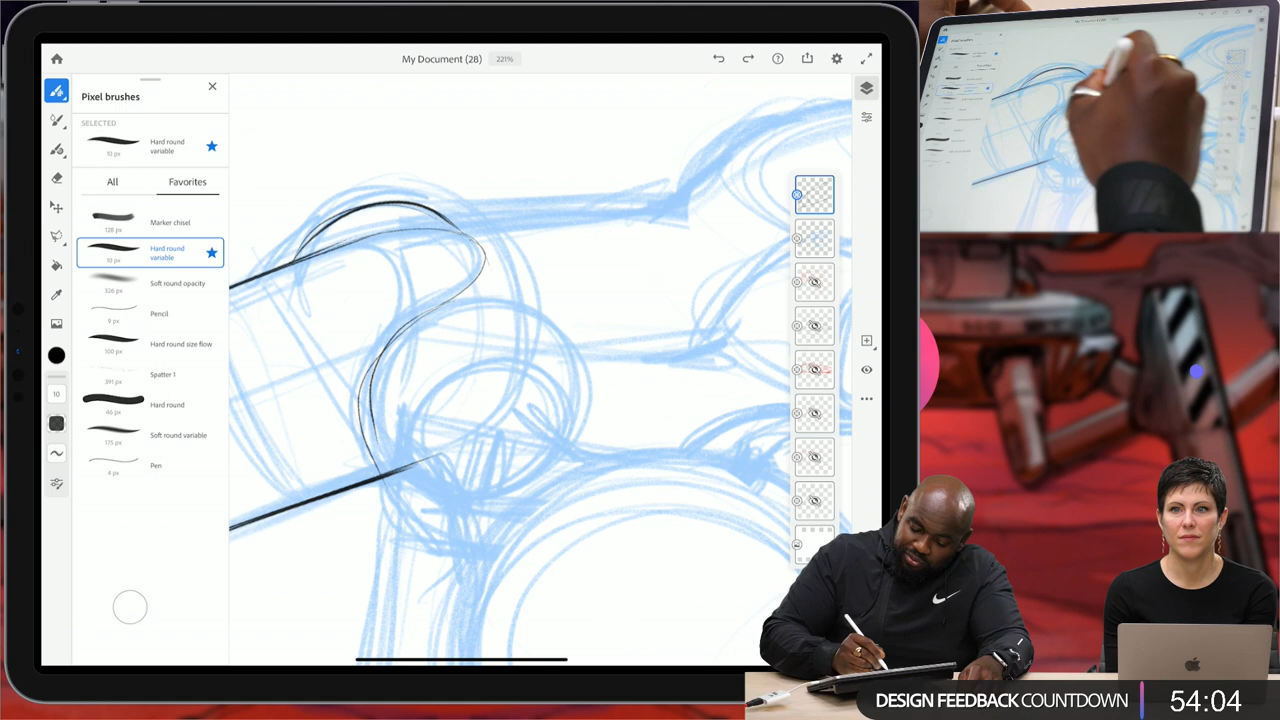 My Document (28)
221%
Pixel brushes
SELECTED
Hard round
variable
10 px
All
Favorites
Marker chisel
128 px
Hard round
variable
10 px
Soft round opacity
326 px
Pencil
9 px
Hard round size flow
100 px
Spatter 1
391 px
Hard round
46 px
Soft round variable
175 px
Pen
4 px
10
DESIGN FEEDBACK COUNTDOWN
54:04